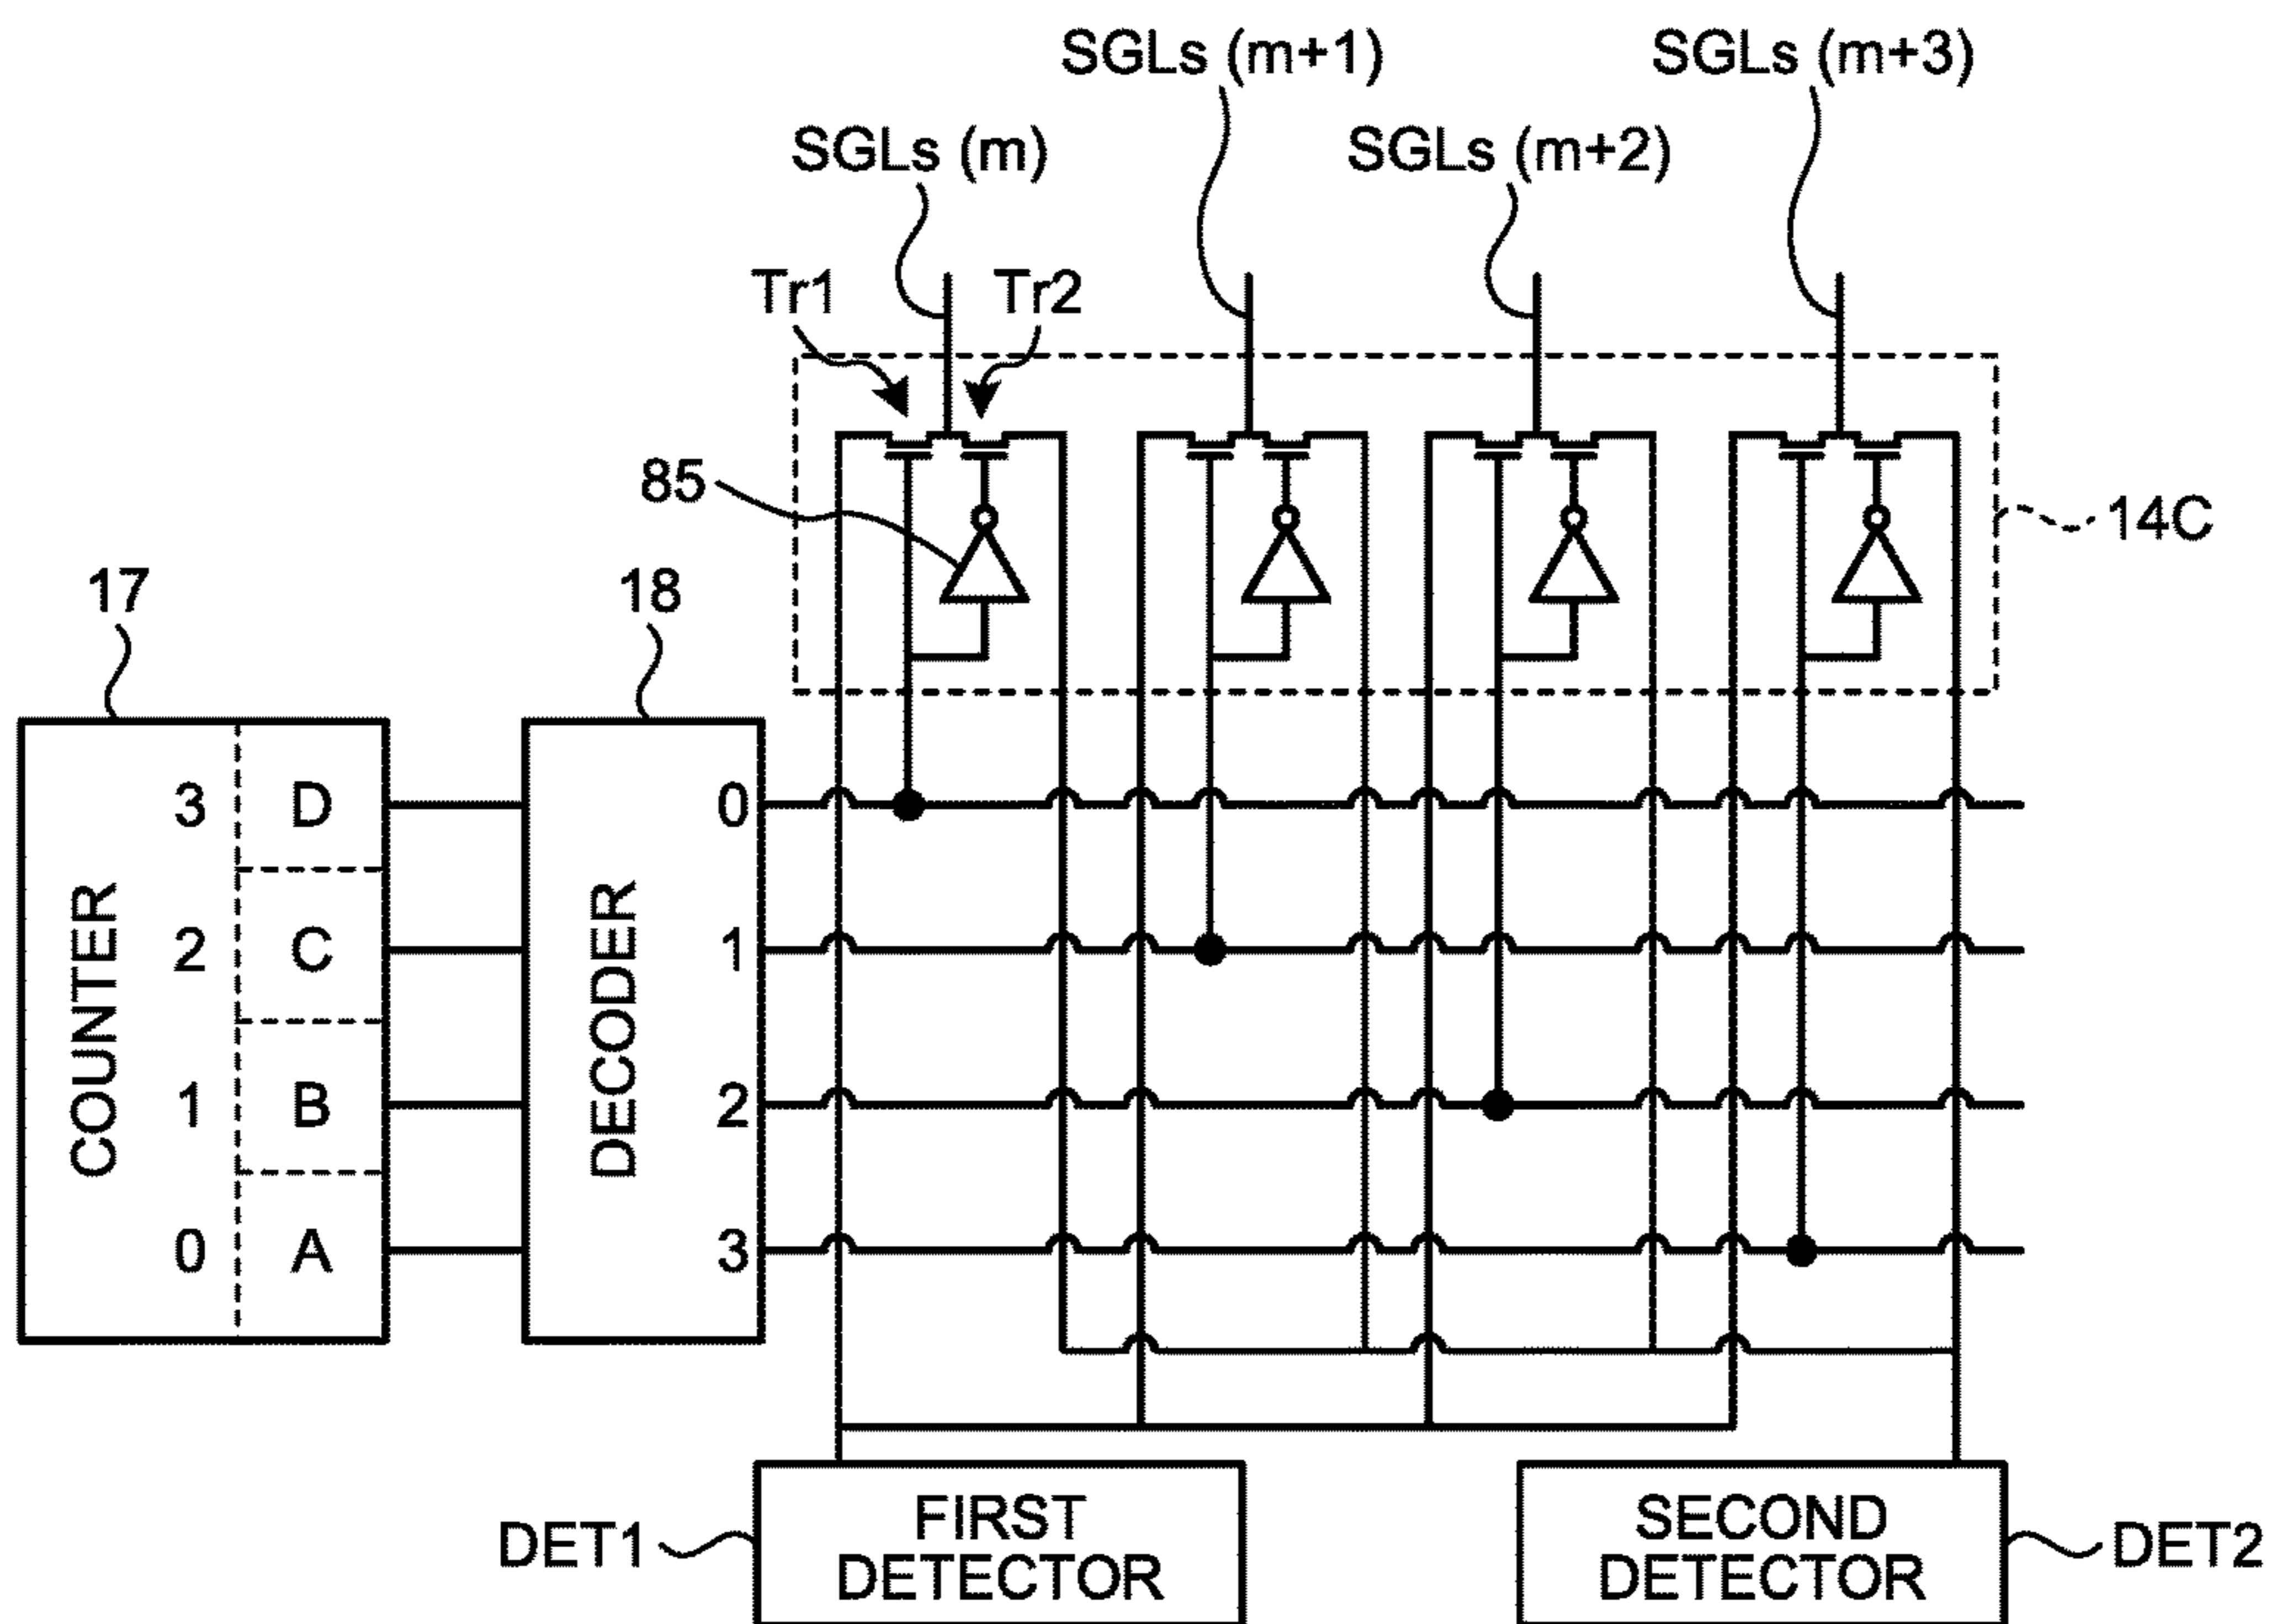 SGLs (m+1)
SGLs (m+3)
SGLs (m)
SGLs (m+2)
Tr1
Tr2
85
14C
17
18
COUNTER
3 D
2 C
1 B
0 A
DECODER
0
1
2
3
DET1
FIRST
DETECTOR
SECOND
DETECTOR
DET2